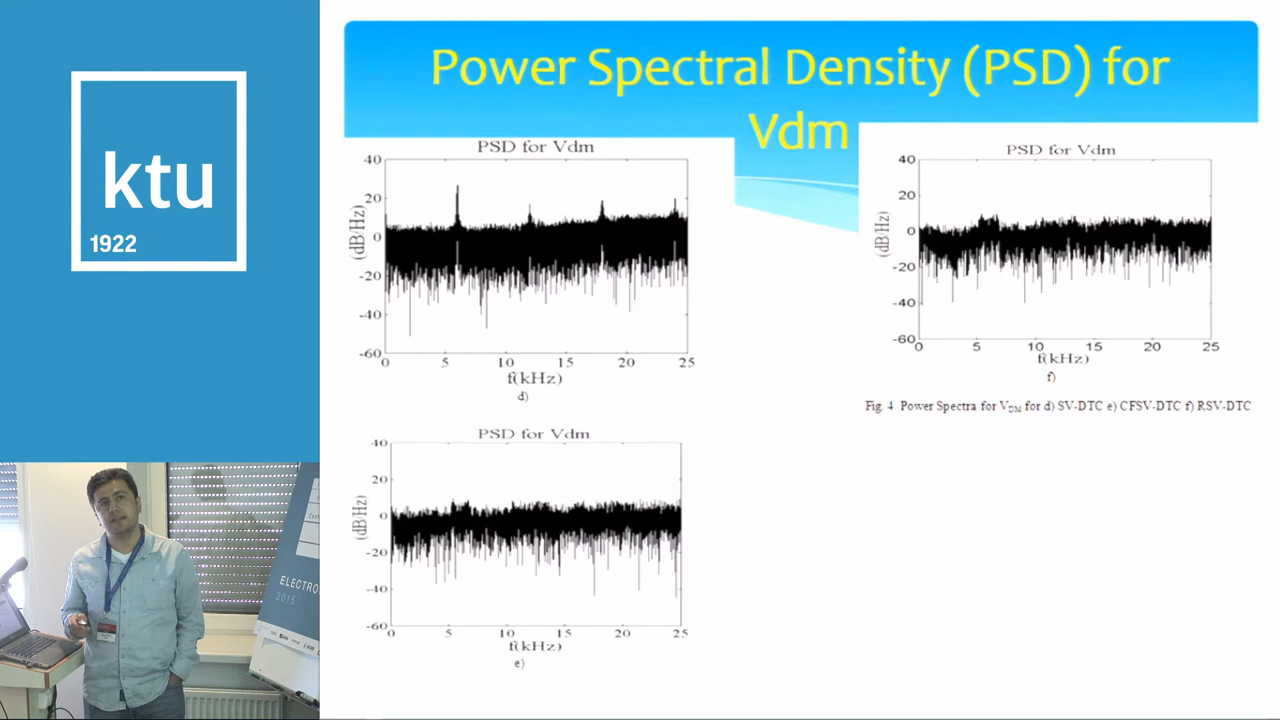 ktu
1922
Power Spectral Density (PSD) for
Vdm
PSD for Vdm
40
20
0
-20
-40
-60
(dB/Hz)
0 5 10 15 20 25
f(kHz)
d)
PSD for Vdm
40
20
0
-20
-40
-60
(dB/Hz)
0 5 10 15 20 25
f(kHz)
f)
Fig. 4 Power Spectra for VDM for d) SV-DTC e) CFSV-DTC f) RSV-DTC
PSD for Vdm
40
20
0
-20
-40
-60
(dB/Hz)
0 5 10 15 20 25
f(kHz)
e)
ELECTRO
2015